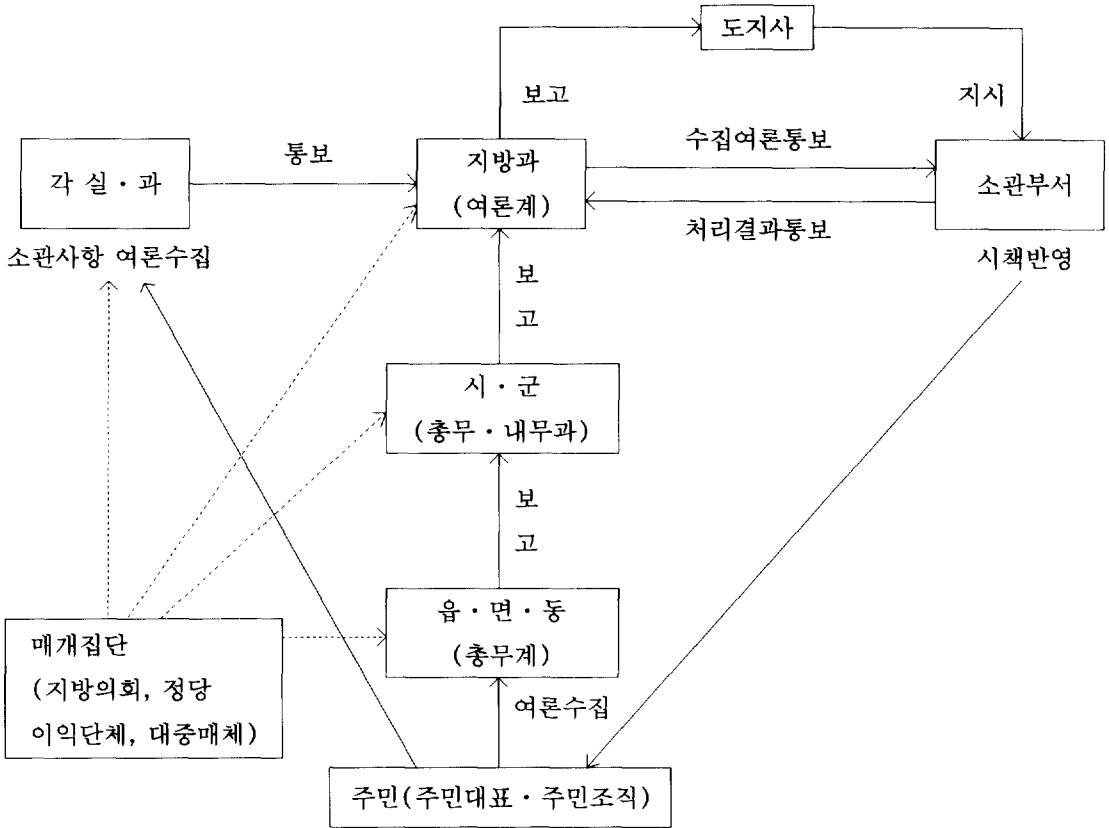 도지사
보고
지시
각 실·과
통보
지방과
(여론계)
수집여론통보
소관부서
처리결과통보
소관사항 여론수집
시책반영
보
고
시·군
(총무·내무과)
보
고
읍·면·동
(총무계)
매개집단
(지방의회, 정당
이익단체, 대중매체)
여론수집
주민(주민대표·주민조직)